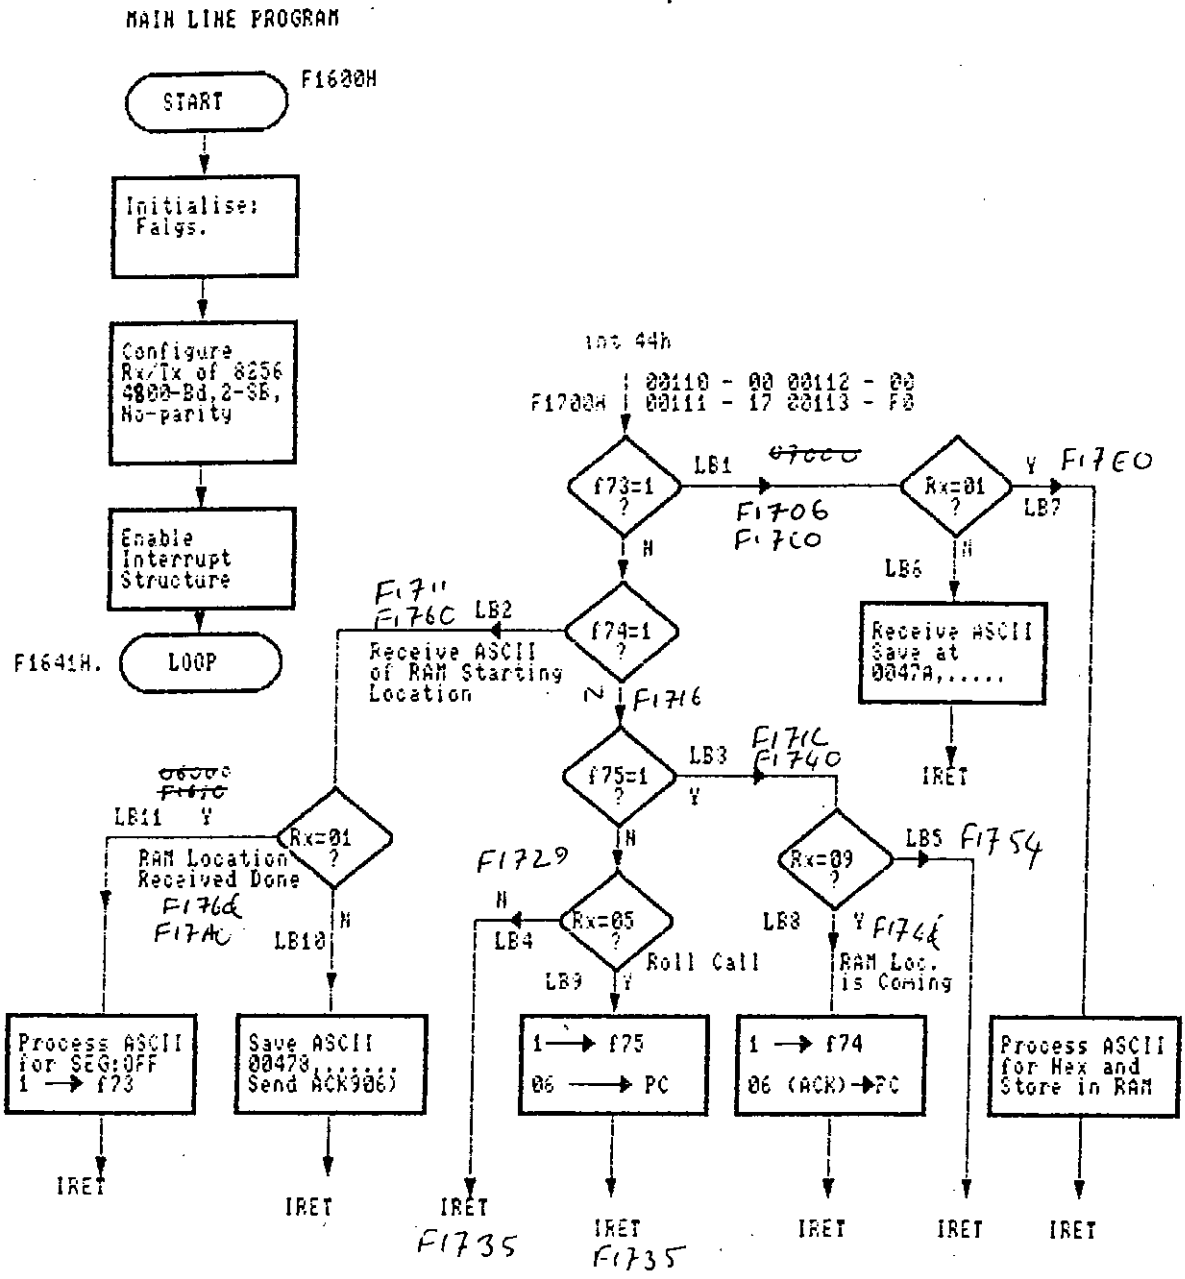 MAIN LINE PROGRAM
START
F1600H
Initialise:
Faigs.
Configure
Rx/Tx of 8256
4800-Bd, 2-SB,
No-parity
Enable
Interrupt
Structure
F1641H.
LOOP
int 44h
00110 - 00 00112 - 00
F1700H
00111 - 17 00113 - F0
f73=1
?
LB1
F1706
F17C0
Rx=01
?
Y
F17E0
LB7
N
N
LB6
Receive ASCII
Save at
0047A,......
IRET
F1711
F1760
LB2
f74=1
?
Receive ASCII
of RAM Starting
Location
N
F1716
f75=1
?
LB3
Y
F171C
F1740
LB11
Y
Rx=01
?
RAM Location
Received Done
F17AC
N
LB10
N
F1729
N
LB4
Rx=05
?
Roll Call
LB9
Y
Rx=09
?
LB5
F1754
LB8
Y
RAM Loc.
is Coming
Process ASCII
for SEG:OFF
1 → f73
Save ASCII
00478,.......
Send ACK906)
1 → f75
06 → PC
1 → f74
06 (ACK)→PC
Process ASCII
for Hex and
Store in RAM
IRET
IRET
IRET
F1735
IRET
F1735
IRET
IRET
IRET